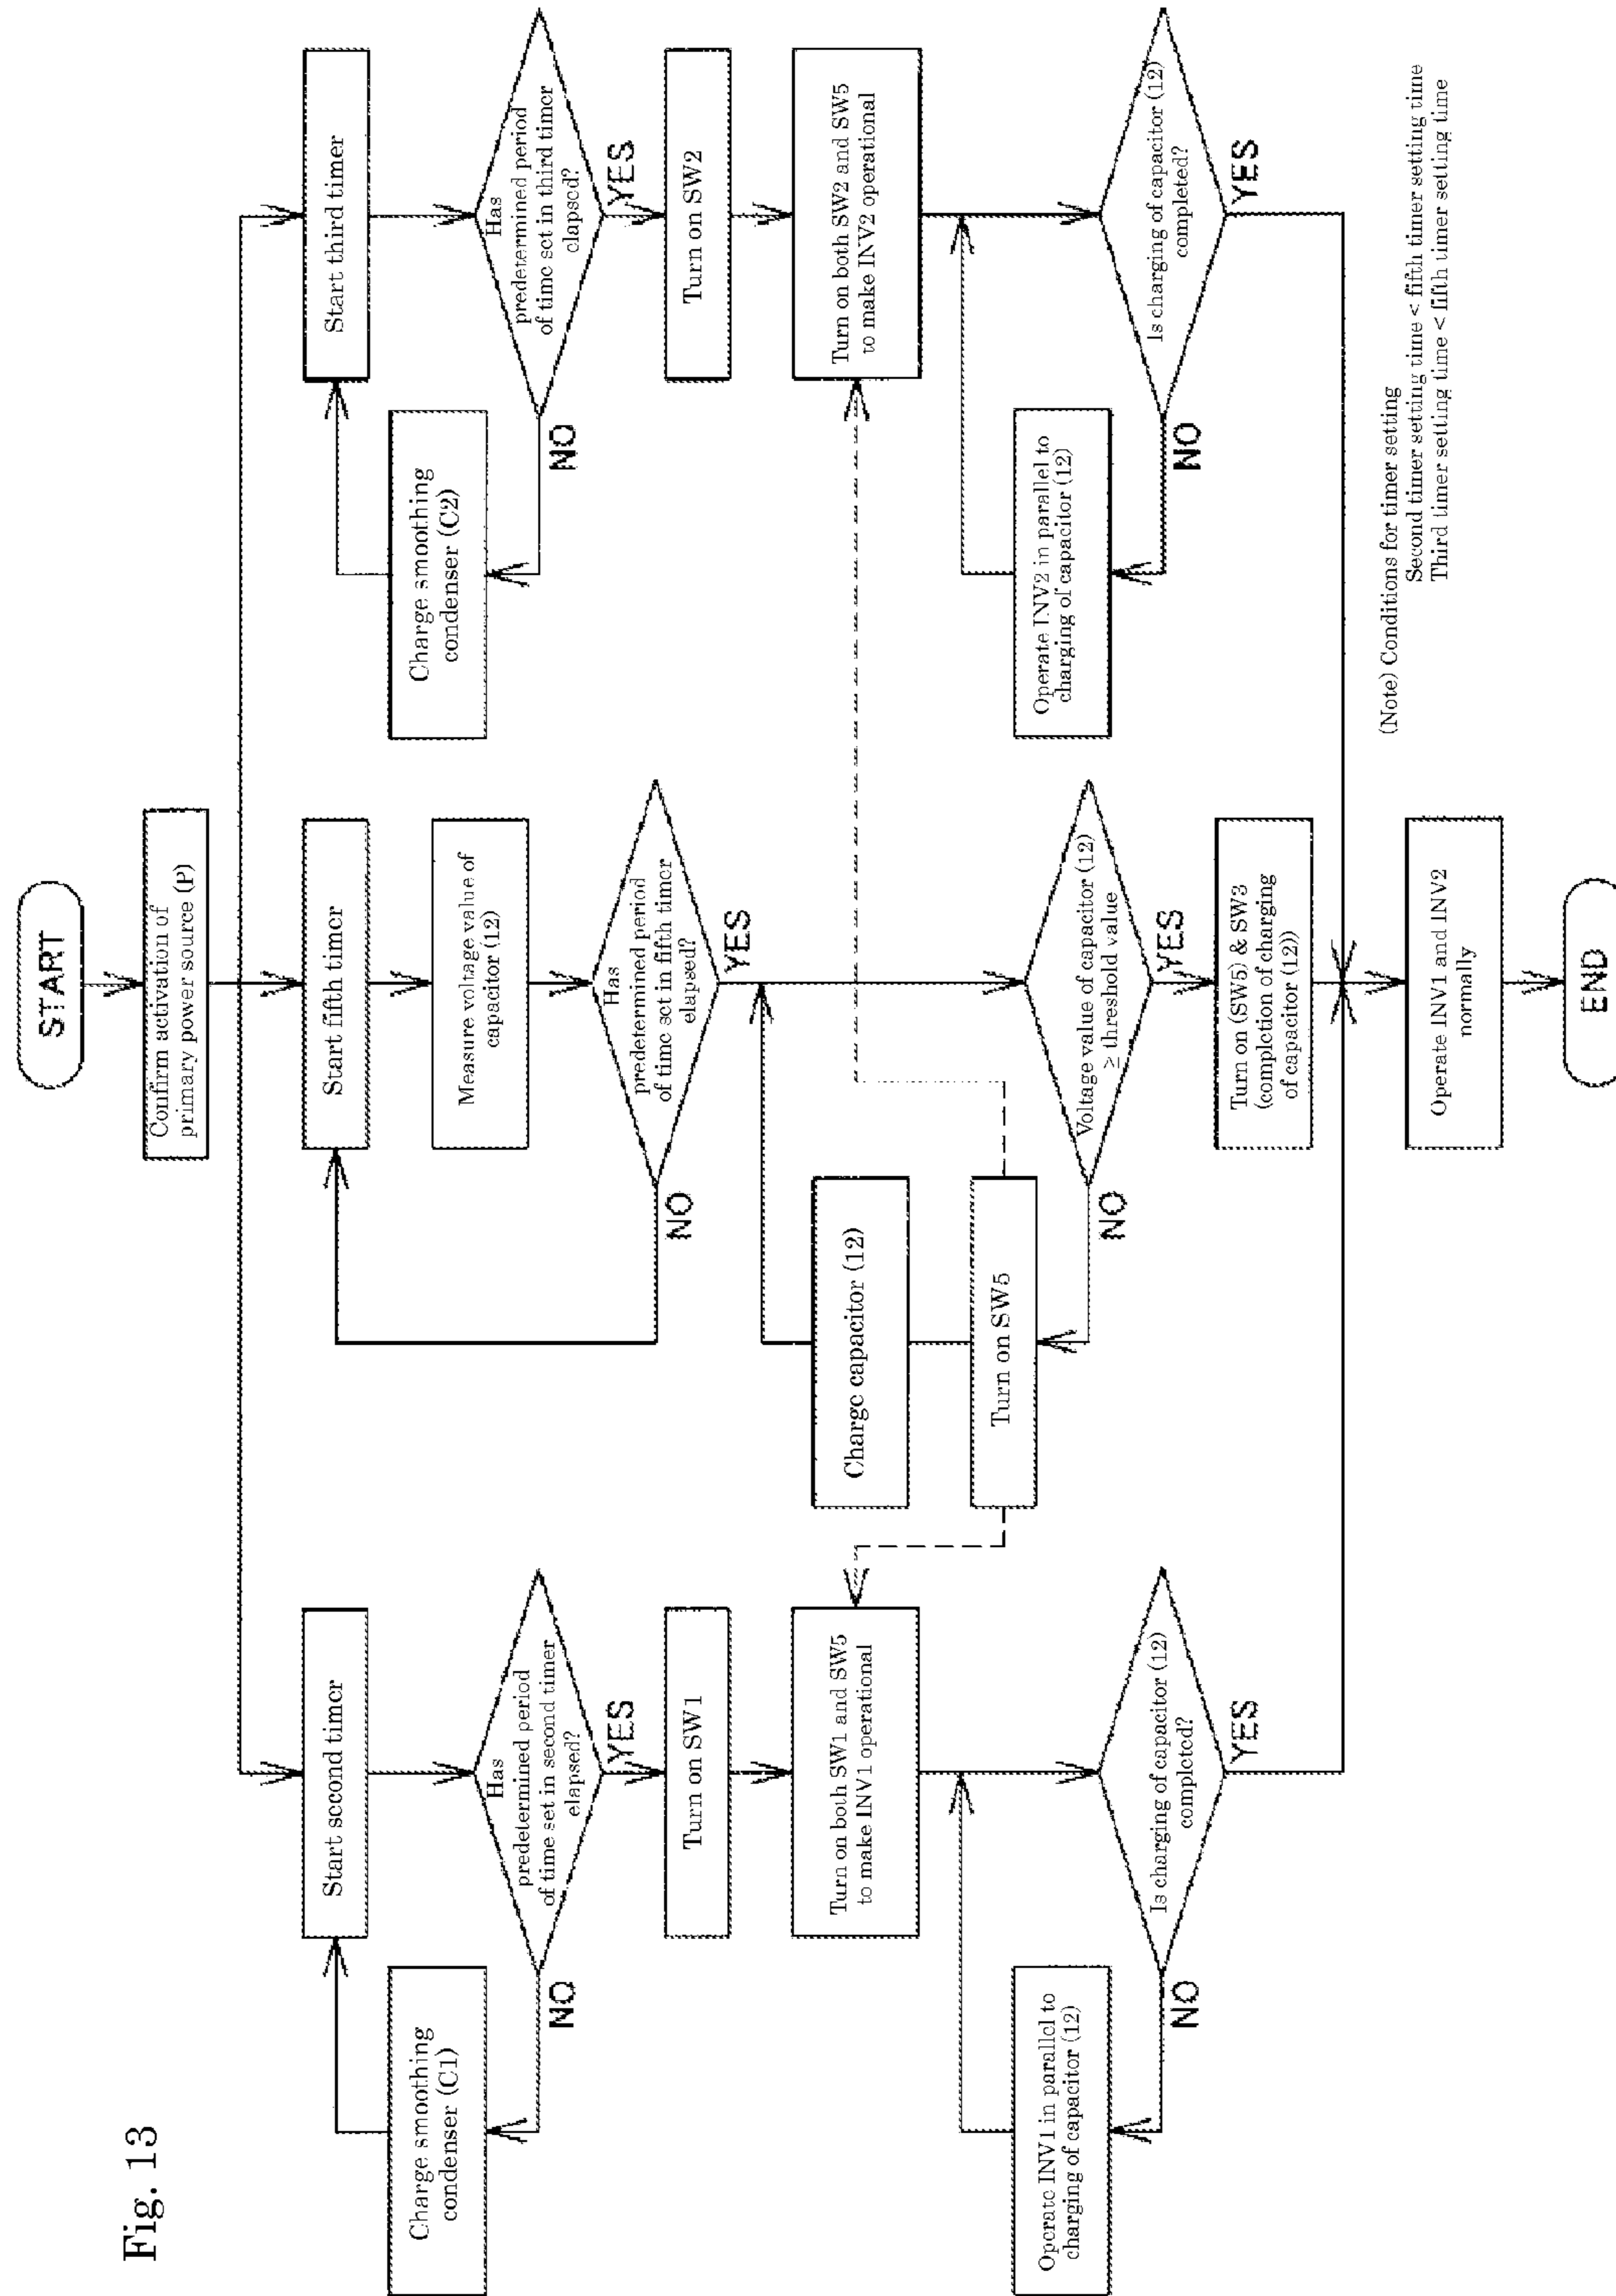 Fig. 13
START
Confirm activation of
primary power source (P)
Start second timer
Charge smoothing
condenser (C1)
Has
predetermined period
of time set in second timer
elapsed?
NO
YES
Turn on SW1
Turn on both SW1 and SW5
to make INV1 operational
Operate INV1 in parallel to
charging of capacitor (12)
Is charging of capacitor (12)
completed?
NO
YES
Start fifth timer
Measure voltage value of
capacitor (12)
Has
predetermined period
of time set in fifth timer
elapsed?
NO
YES
Charge capacitor (12)
Turn on SW5
Voltage value of capacitor (12)
≥ threshold value
NO
YES
Turn on (SW5) & SW3
(completion of charging
of capacitor (12))
Start third timer
Charge smoothing
condenser (C2)
Has
predetermined period
of time set in third timer
elapsed?
NO
YES
Turn on SW2
Turn on both SW2 and SW5
to make INV2 operational
Operate INV2 in parallel to
charging of capacitor (12)
Is charging of capacitor (12)
completed?
NO
YES
Operate INV1 and INV2
normally
END
(Note) Conditions for timer setting
Second timer setting time < fifth timer setting time
Third timer setting time < fifth timer setting time